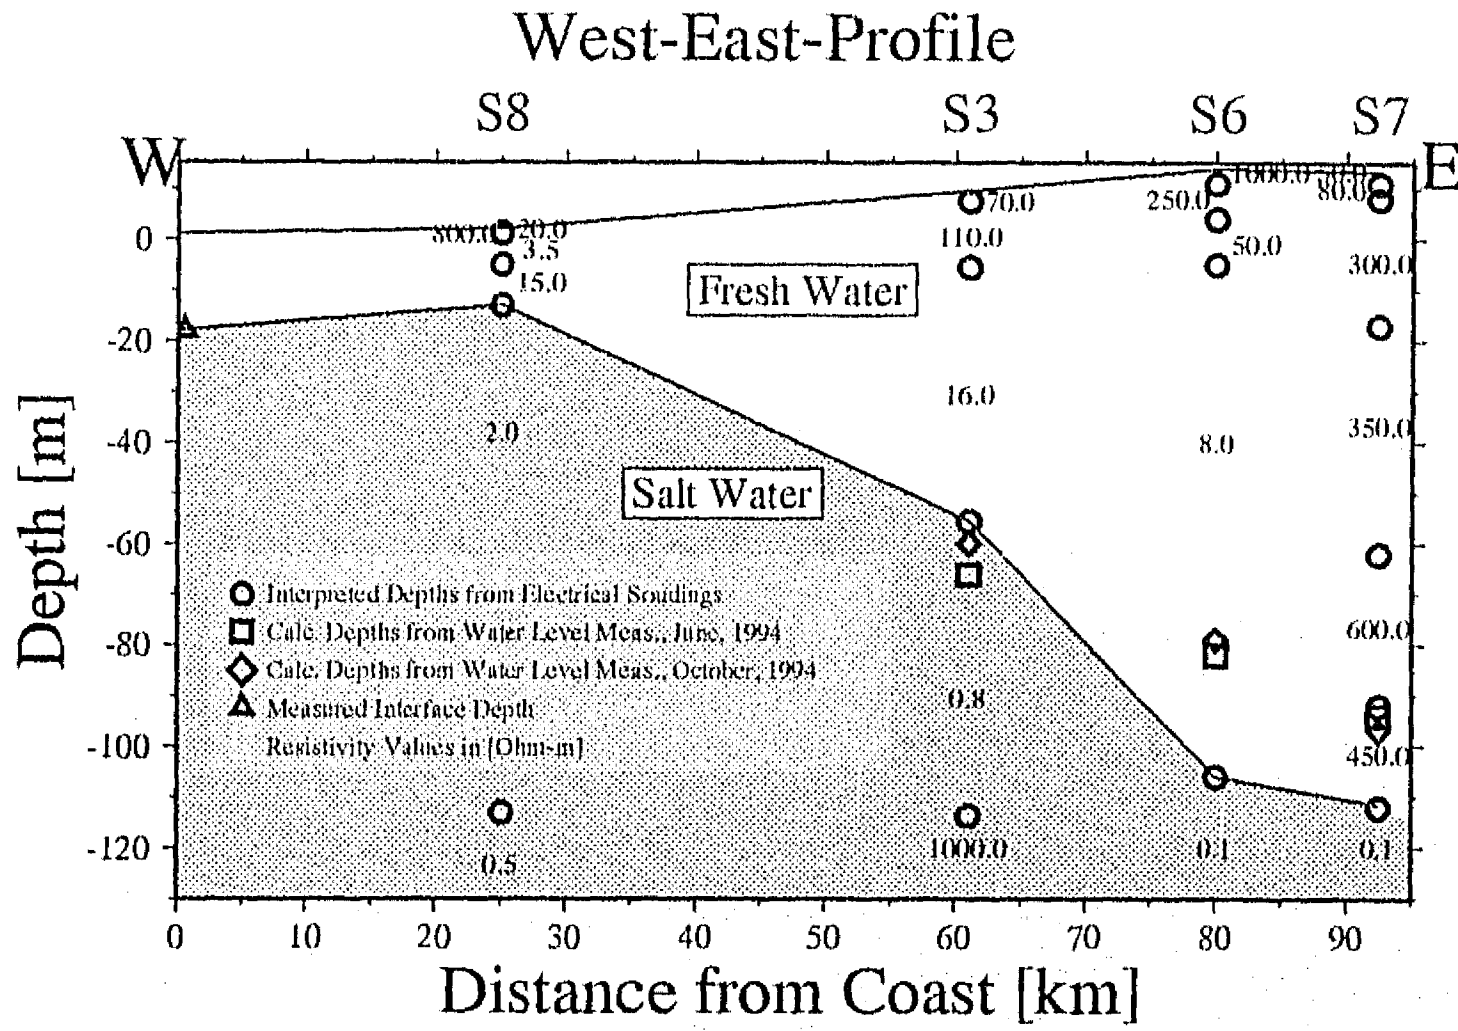 West-East-Profile
S8 S3 S6 S7
W E
1000.0
70.0 250.0 80.0
800.0 20.0 110.0
3.5 50.0
15.0 300.0
Fresh Water
16.0
2.0 8.0 350.0
Salt Water
0
-20
-40
-60
-80
-100
-120
Depth [m]
Interpreted Depths from Electrical Soudings
Calc. Depths from Water Level Meas., June, 1994
Calc. Depths from Water Level Meas., October, 1994
Measured Interface Depth
Resistivity Values in [Ohm-m]
600.0
0.8
450.0
0.5 1000.0 0.1 0.1
0 10 20 30 40 50 60 70 80 90
Distance from Coast [km]